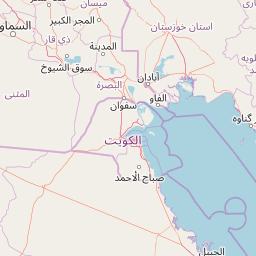 ميسان
المجر الكبير
استان خوزستان
السماو
ذي قار
المدينة
سوق الشيوخ
آبادان
البصرة
المثنى
سفوان
الفاو
گناوه
الكويت
صباح الأحمد
الجبيل